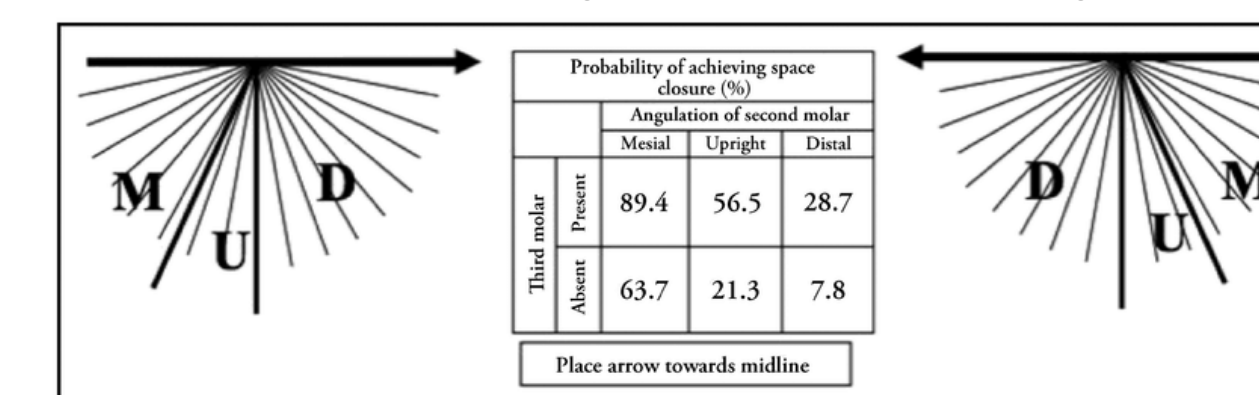 M
U
D
Probability of achieving space
closure (%)
Angulation of second molar
Mesial Upright Distal
Third molar
Present 89.4 56.5 28.7
Absent 63.7 21.3 7.8
Place arrow towards midline
D
U
M